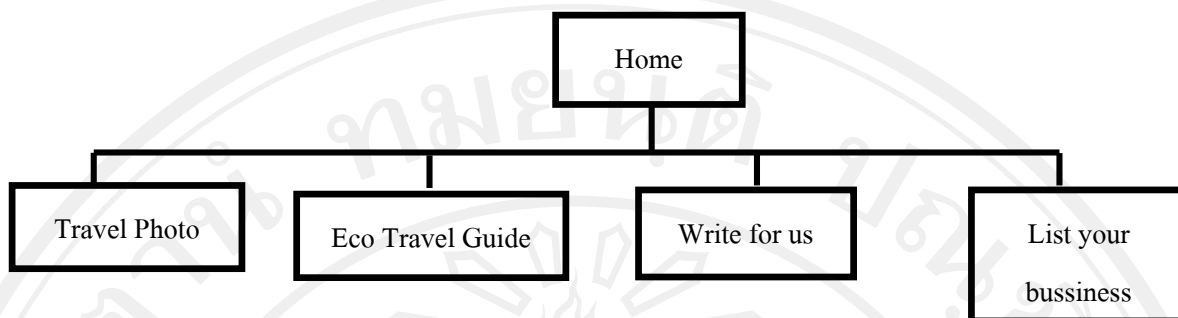 Home
Travel Photo
Eco Travel Guide
Write for us
List your
bussiness